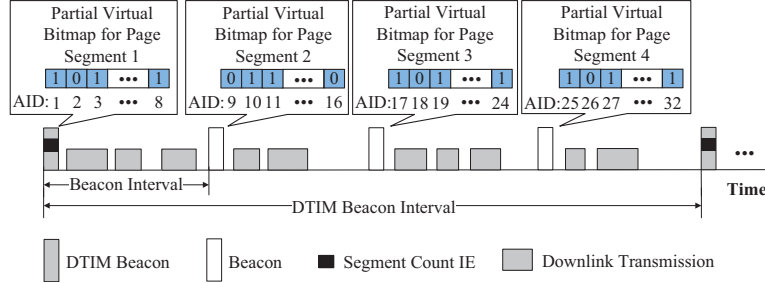 Partial Virtual
Bitmap for Page
Segment 1
1 0 1 ••• 1
AID: 1 2 3 ••• 8
Partial Virtual
Bitmap for Page
Segment 2
0 1 1 ••• 0
AID: 9 10 11 ••• 16
Partial Virtual
Bitmap for Page
Segment 3
1 0 1 ••• 1
AID: 17 18 19 ••• 24
Partial Virtual
Bitmap for Page
Segment 4
1 0 1 ••• 1
AID: 25 26 27 ••• 32
•••
Beacon Interval
Time
DTIM Beacon Interval
DTIM Beacon
Beacon
Segment Count IE
Downlink Transmission